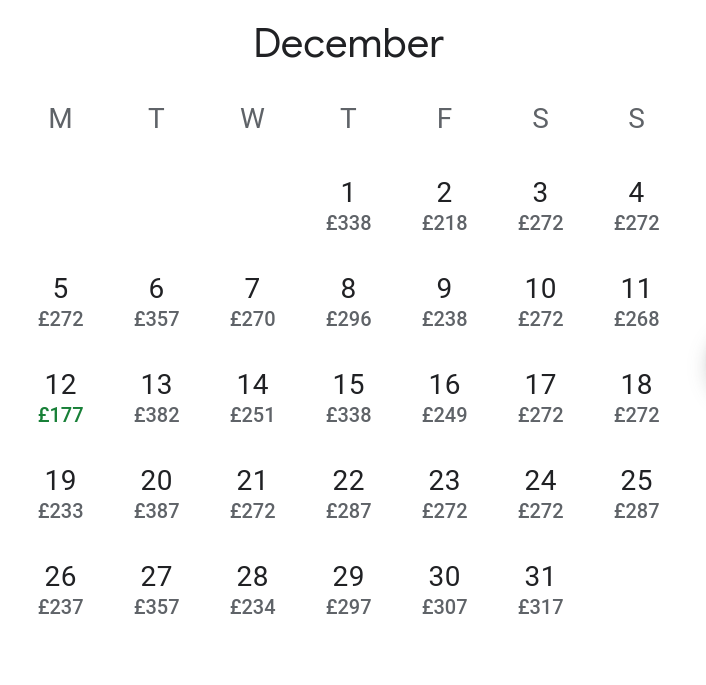 December
M T W T F S S
1 2 3 4
£338 £218 £272 £272
5 6 7 8 9 10 11
£272 £357 £270 £296 £238 £272 £268
12 13 14 15 16 17 18
£177 £382 £251 £338 £249 £272 £272
19 20 21 22 23 24 25
£233 £387 £272 £287 £272 £272 £287
26 27 28 29 30 31
£237 £357 £234 £297 £307 £317